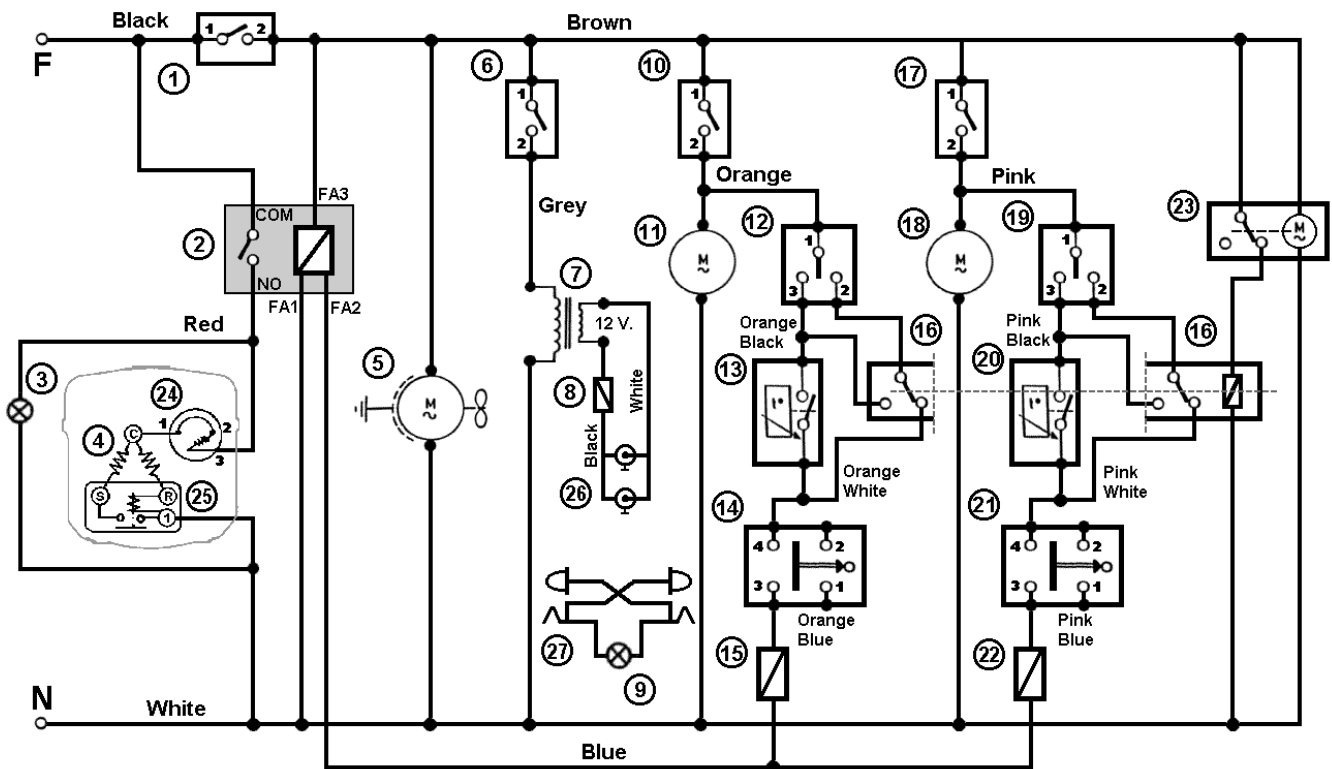 Black
Brown
F
1 2
1
6
1
2
10
1
2
17
1
2
Orange
Pink
Grey
FA3
COM
2
NO
FA1
FA2
Red
7
12 V.
11
M
~
12
1
3
2
18
M
~
19
1
3
2
23
M
~
Orange
Black
Pink
Black
16
16
3
24
1
2
3
C
4
S
R
1
25
5
M
~
8
White
Black
26
13
1°
20
1°
Orange
White
Pink
White
14
4
2
3
1
21
4
2
3
1
Orange
Blue
Pink
Blue
27
9
15
22
N
White
Blue